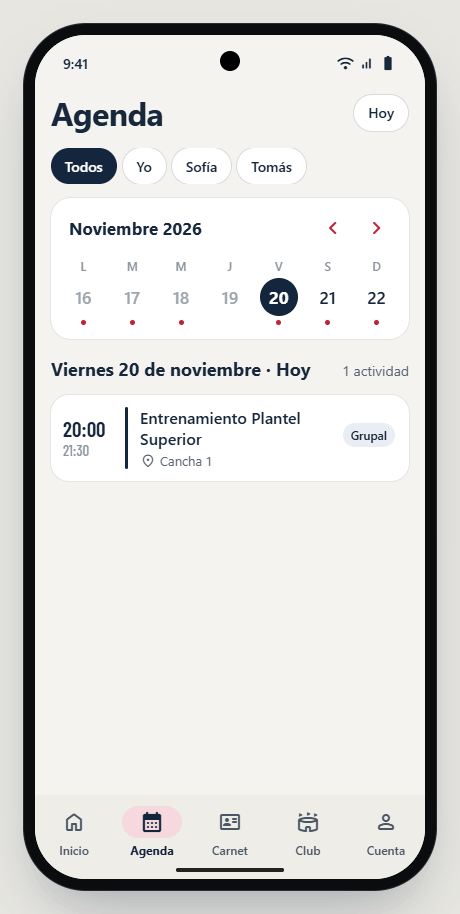 9:41
Agenda
Hoy
Todos
Yo
Sofía
Tomás
Noviembre 2026
L M M J V S D
16 17 18 19 20 21 22
Viernes 20 de noviembre · Hoy
1 actividad
20:00
21:30
Entrenamiento Plantel
Superior
Cancha 1
Grupal
Inicio
Agenda
Carnet
Club
Cuenta